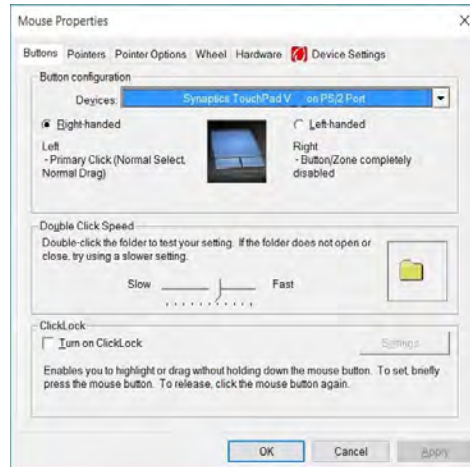 Mouse Properties
X
Buttons Pointers Pointer Options Wheel Hardware Device Settings
Button configuration
Devices: Synaptics TouchPad V on PS/2 Port
Right-handed
Left-handed
Left
- Primary Click (Normal Select, Normal Drag)
Right
- Button/Zone completely disabled
Double Click Speed
Double-click the folder to test your setting. If the folder does not open or
close, try using a slower setting.
Slow Fast
ClickLock
Turn on ClickLock
Settings
Enables you to highlight or drag without holding down the mouse button. To set, briefly
press the mouse button. To release, click the mouse button again.
OK Cancel Apply